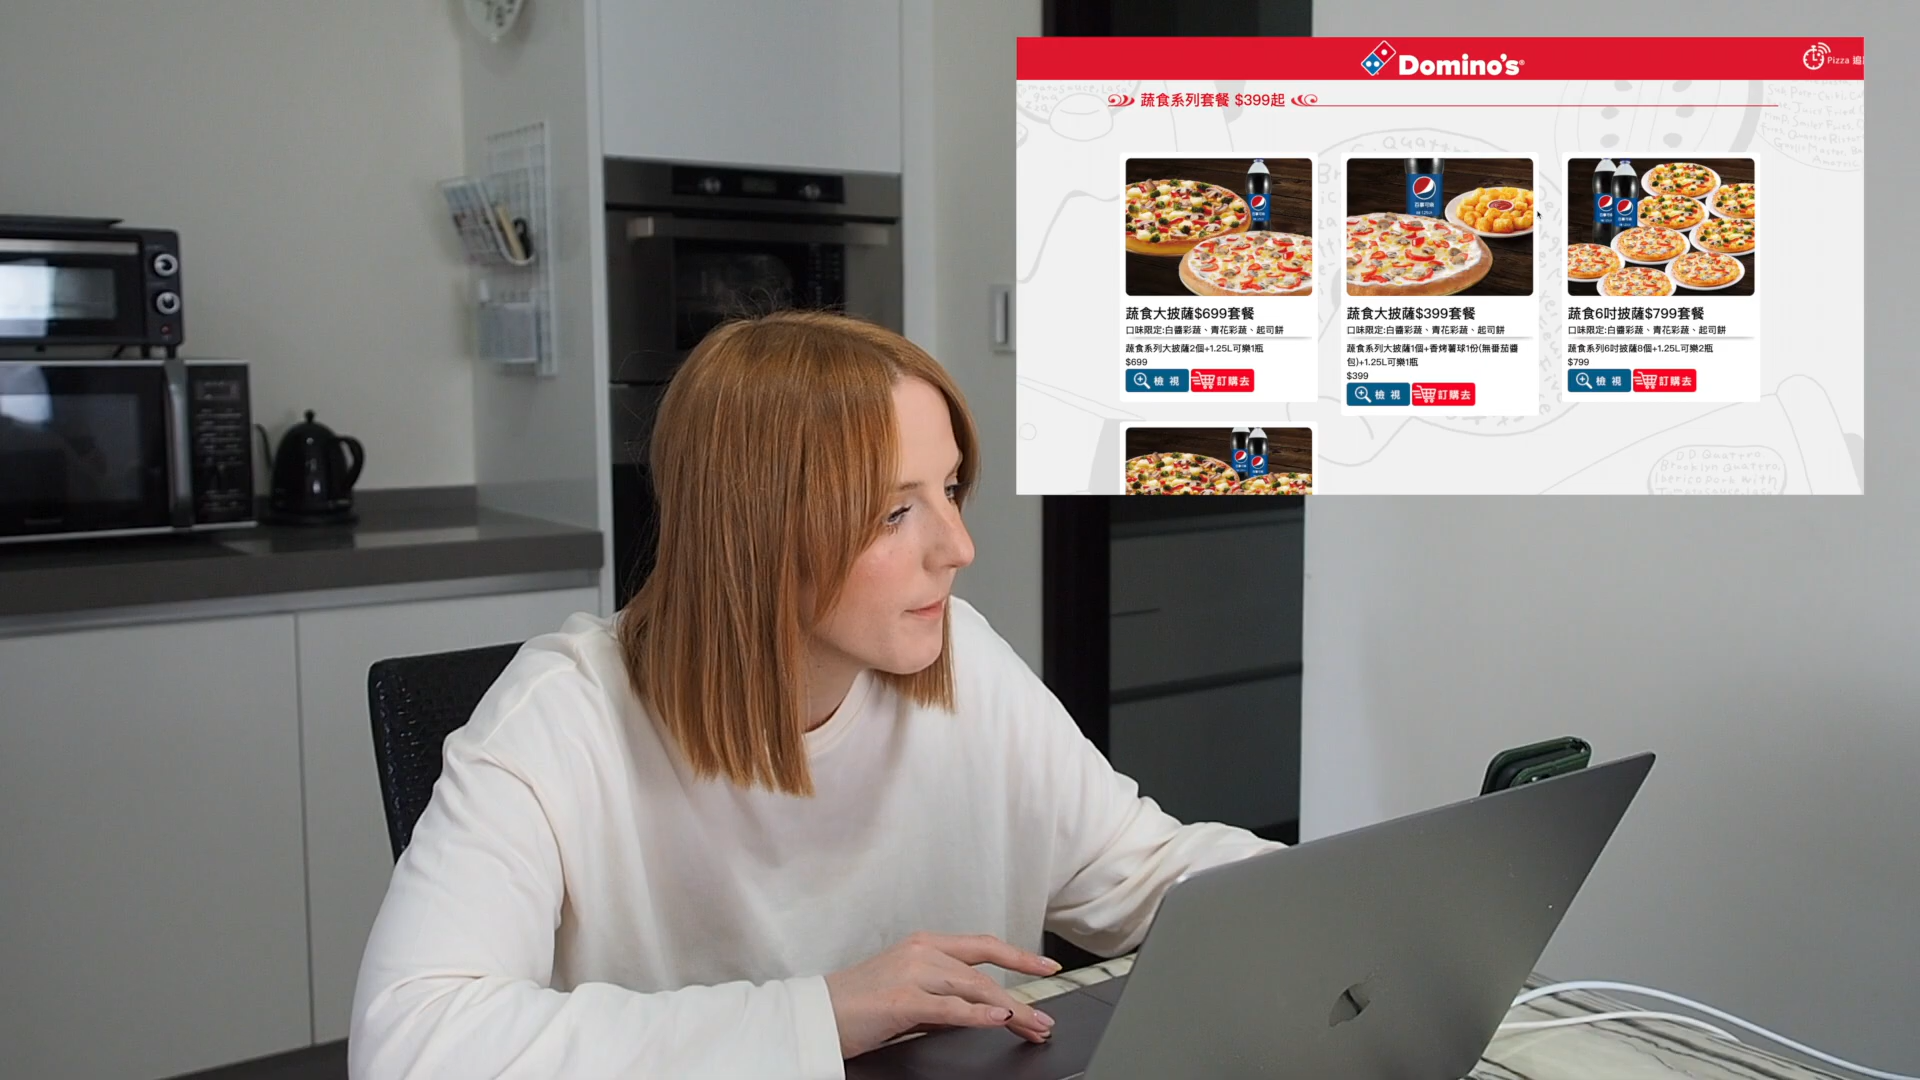 Domino's
Pizza 追
蔬食系列套餐 $399起
蔬食大披薩$699套餐
口味限定:白醬彩蔬、青花彩蔬、起司餅
蔬食系列大披薩2個+1.25L可樂1瓶
$699
檢 視
訂購去
蔬食大披薩$399套餐
口味限定:白醬彩蔬、青花彩蔬、起司餅
蔬食系列大披薩1個+香烤薯球1份(無番茄醬
包)+1.25L可樂1瓶
$399
檢 視
訂購去
蔬食6吋披薩$799套餐
口味限定:白醬彩蔬、青花彩蔬、起司餅
蔬食系列6吋披薩8個+1.25L可樂2瓶
$799
檢 視
訂購去